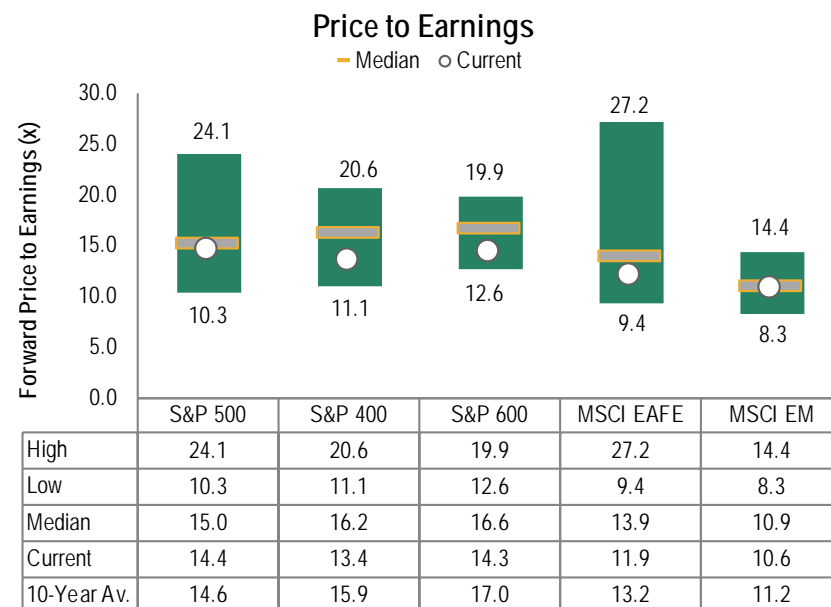 Price to Earnings
Median Current
Forward Price to Earnings (x)
30.0
25.0
20.0
15.0
10.0
5.0
0.0
24.1
20.6
19.9
27.2
14.4
10.3
11.1
12.6
9.4
8.3
S&P 500 S&P 400 S&P 600 MSCI EAFE MSCI EM
High 24.1 20.6 19.9 27.2 14.4
Low 10.3 11.1 12.6 9.4 8.3
Median 15.0 16.2 16.6 13.9 10.9
Current 14.4 13.4 14.3 11.9 10.6
10-Year Av. 14.6 15.9 17.0 13.2 11.2